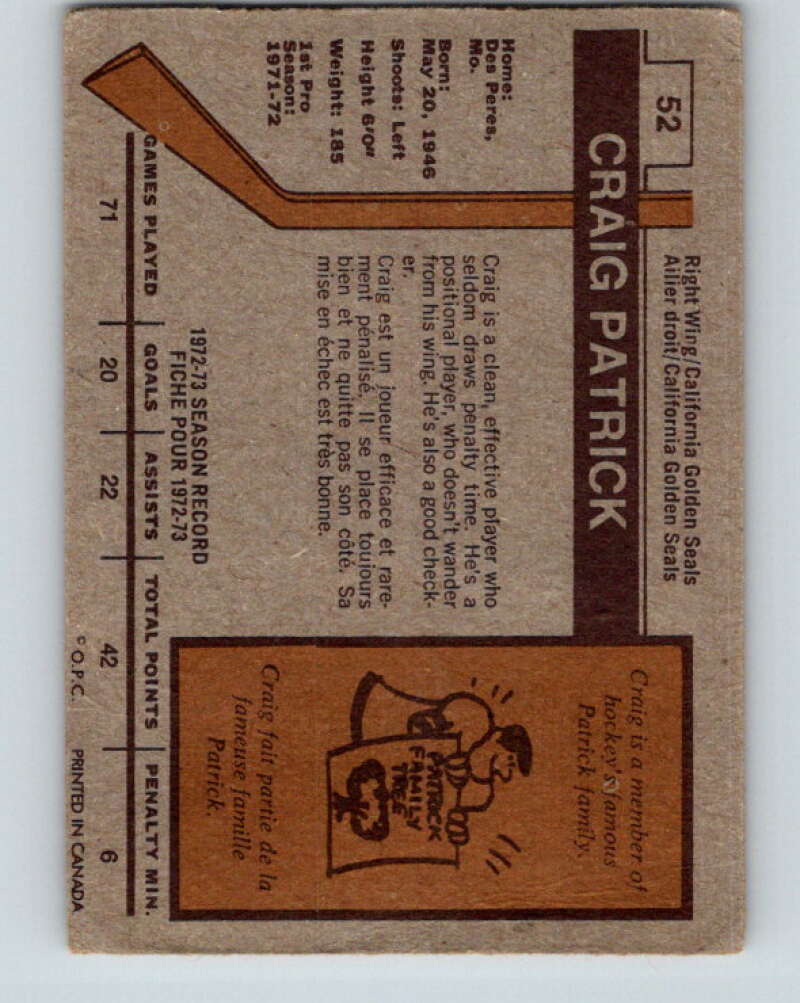 52
Right Wing/California Golden Seals
Ailier droit/California Golden Seals
CRAIG PATRICK
Home:
Des Peres,
Mo.
Born:
May 20, 1946
Shoots: Left
Height 6'0"
Weight: 185
1st Pro
Season:
1971-72
Craig is a clean, effective player who
seldom draws penalty time. He's a
positional player, who doesn't wander
from his wing. He's also a good check-
er.
Craig est un joueur efficace et rare-
ment pénalisé. Il se place toujours
bien et ne quitte pas son côté. Sa
mise en échec est très bonne.
Craig is a member of
hockey's famous
Patrick family.
PATRICK
FAMILY
TREE
Craig fait partie de la
fameuse famille
Patrick.
1972-73 SEASON RECORD
FICHE POUR 1972-73
GAMES PLAYED GOALS ASSISTS TOTAL POINTS PENALTY MIN.
71 20 22 42 6
© O.P.C. PRINTED IN CANADA